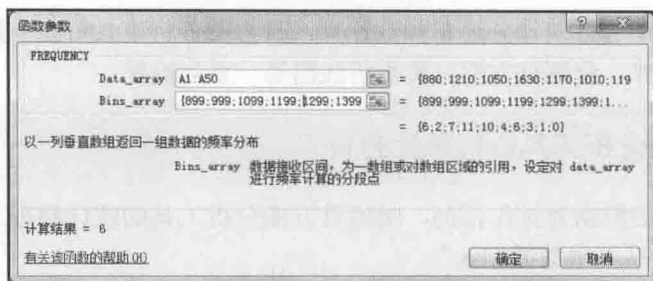 函数参数
FREQUENCY
Data_array A1:A50 = {880;1210;1050;1630;1170;1010;119
Bins_array {899;999;1099;1199;1299;1399 = {899;999;1099;1199;1299;1399;1...
= {6;2;7;11;10;4;6;3;1;0}
以一列垂直数组返回一组数据的频率分布
Bins_array 数据接收区间，为一数组或对数组区域的引用，设定对 data_array
进行频率计算的分段点
计算结果 = 6
有关该函数的帮助(H)
确定 取消